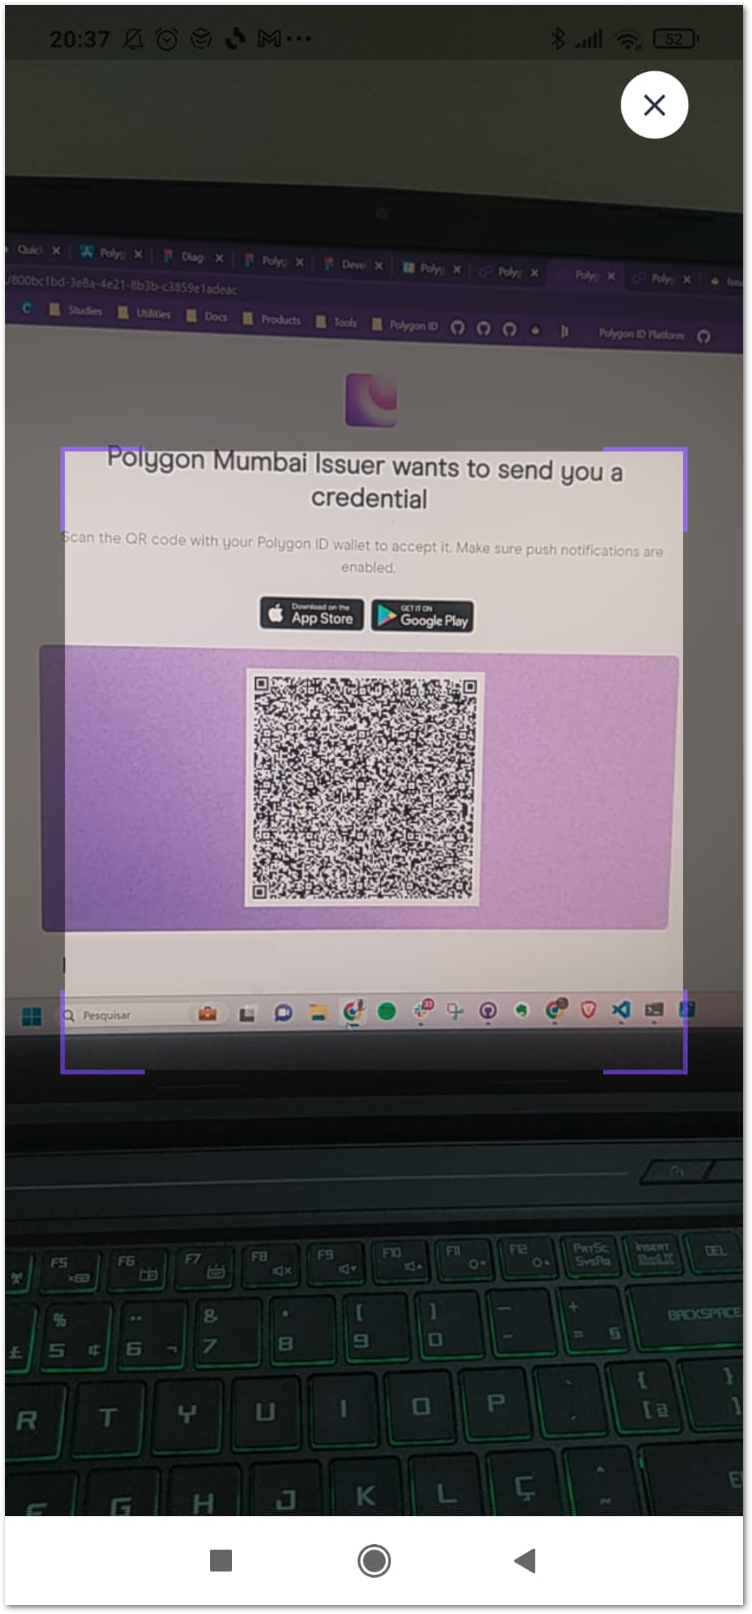 20:37
52
Quick
Polyg
Diag
Polyg
Deve
Polyg
Polyg
Polyg
Polyg
/800bc1bd-3e8a-4e21-8b3b-c3859e1adeac
Studies Utilities Docs Products Tools Polygon ID Polygon ID Platform
Polygon Mumbai Issuer wants to send you a
credential
Scan the QR code with your Polygon ID wallet to accept it. Make sure push notifications are
enabled.
Download on the
App Store
GET IT ON
Google Play
Pesquisar
F5 F6 F7 F8 F9 F10 F11 F12 PrtSc INSERT DEL
SysRq
% & * [ ] +
£ 5 ¢ 6 ¬ 7 8 9 0 - = § BACKSPACE
R T Y U I O P { }
[ ª ]
F G H J K L Ç ^
~